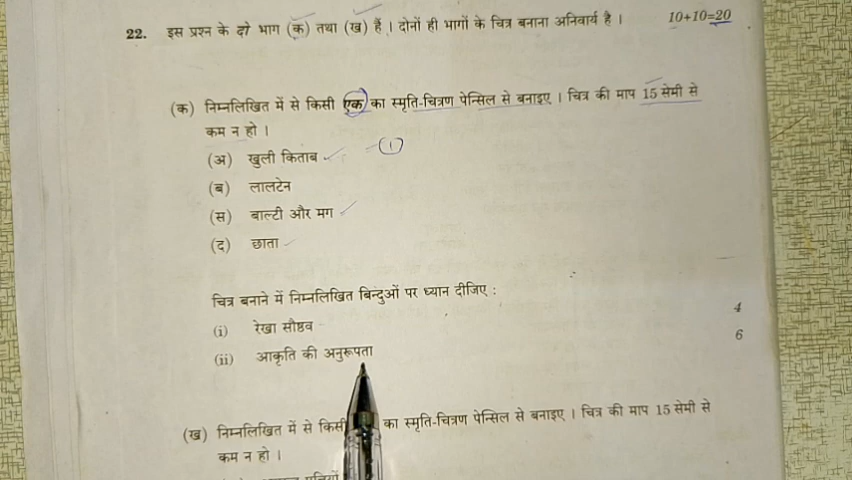 22. इस प्रश्न के दो भाग (क) तथा (ख) हैं । दोनों ही भागों के चित्र बनाना अनिवार्य है । 10+10=20
(क) निम्नलिखित में से किसी एक का स्मृति-चित्रण पेन्सिल से बनाइए । चित्र की माप 15 सेमी से
कम न हो ।
(अ) खुली किताब (1)
(ब) लालटेन
(स) बाल्टी और मग
(द) छाता
चित्र बनाने में निम्नलिखित बिन्दुओं पर ध्यान दीजिए :
(i) रेखा सौष्ठव 4
(ii) आकृति की अनुरूपता 6
(ख) निम्नलिखित में से किसी का स्मृति-चित्रण पेन्सिल से बनाइए । चित्र की माप 15 सेमी से
कम न हो ।